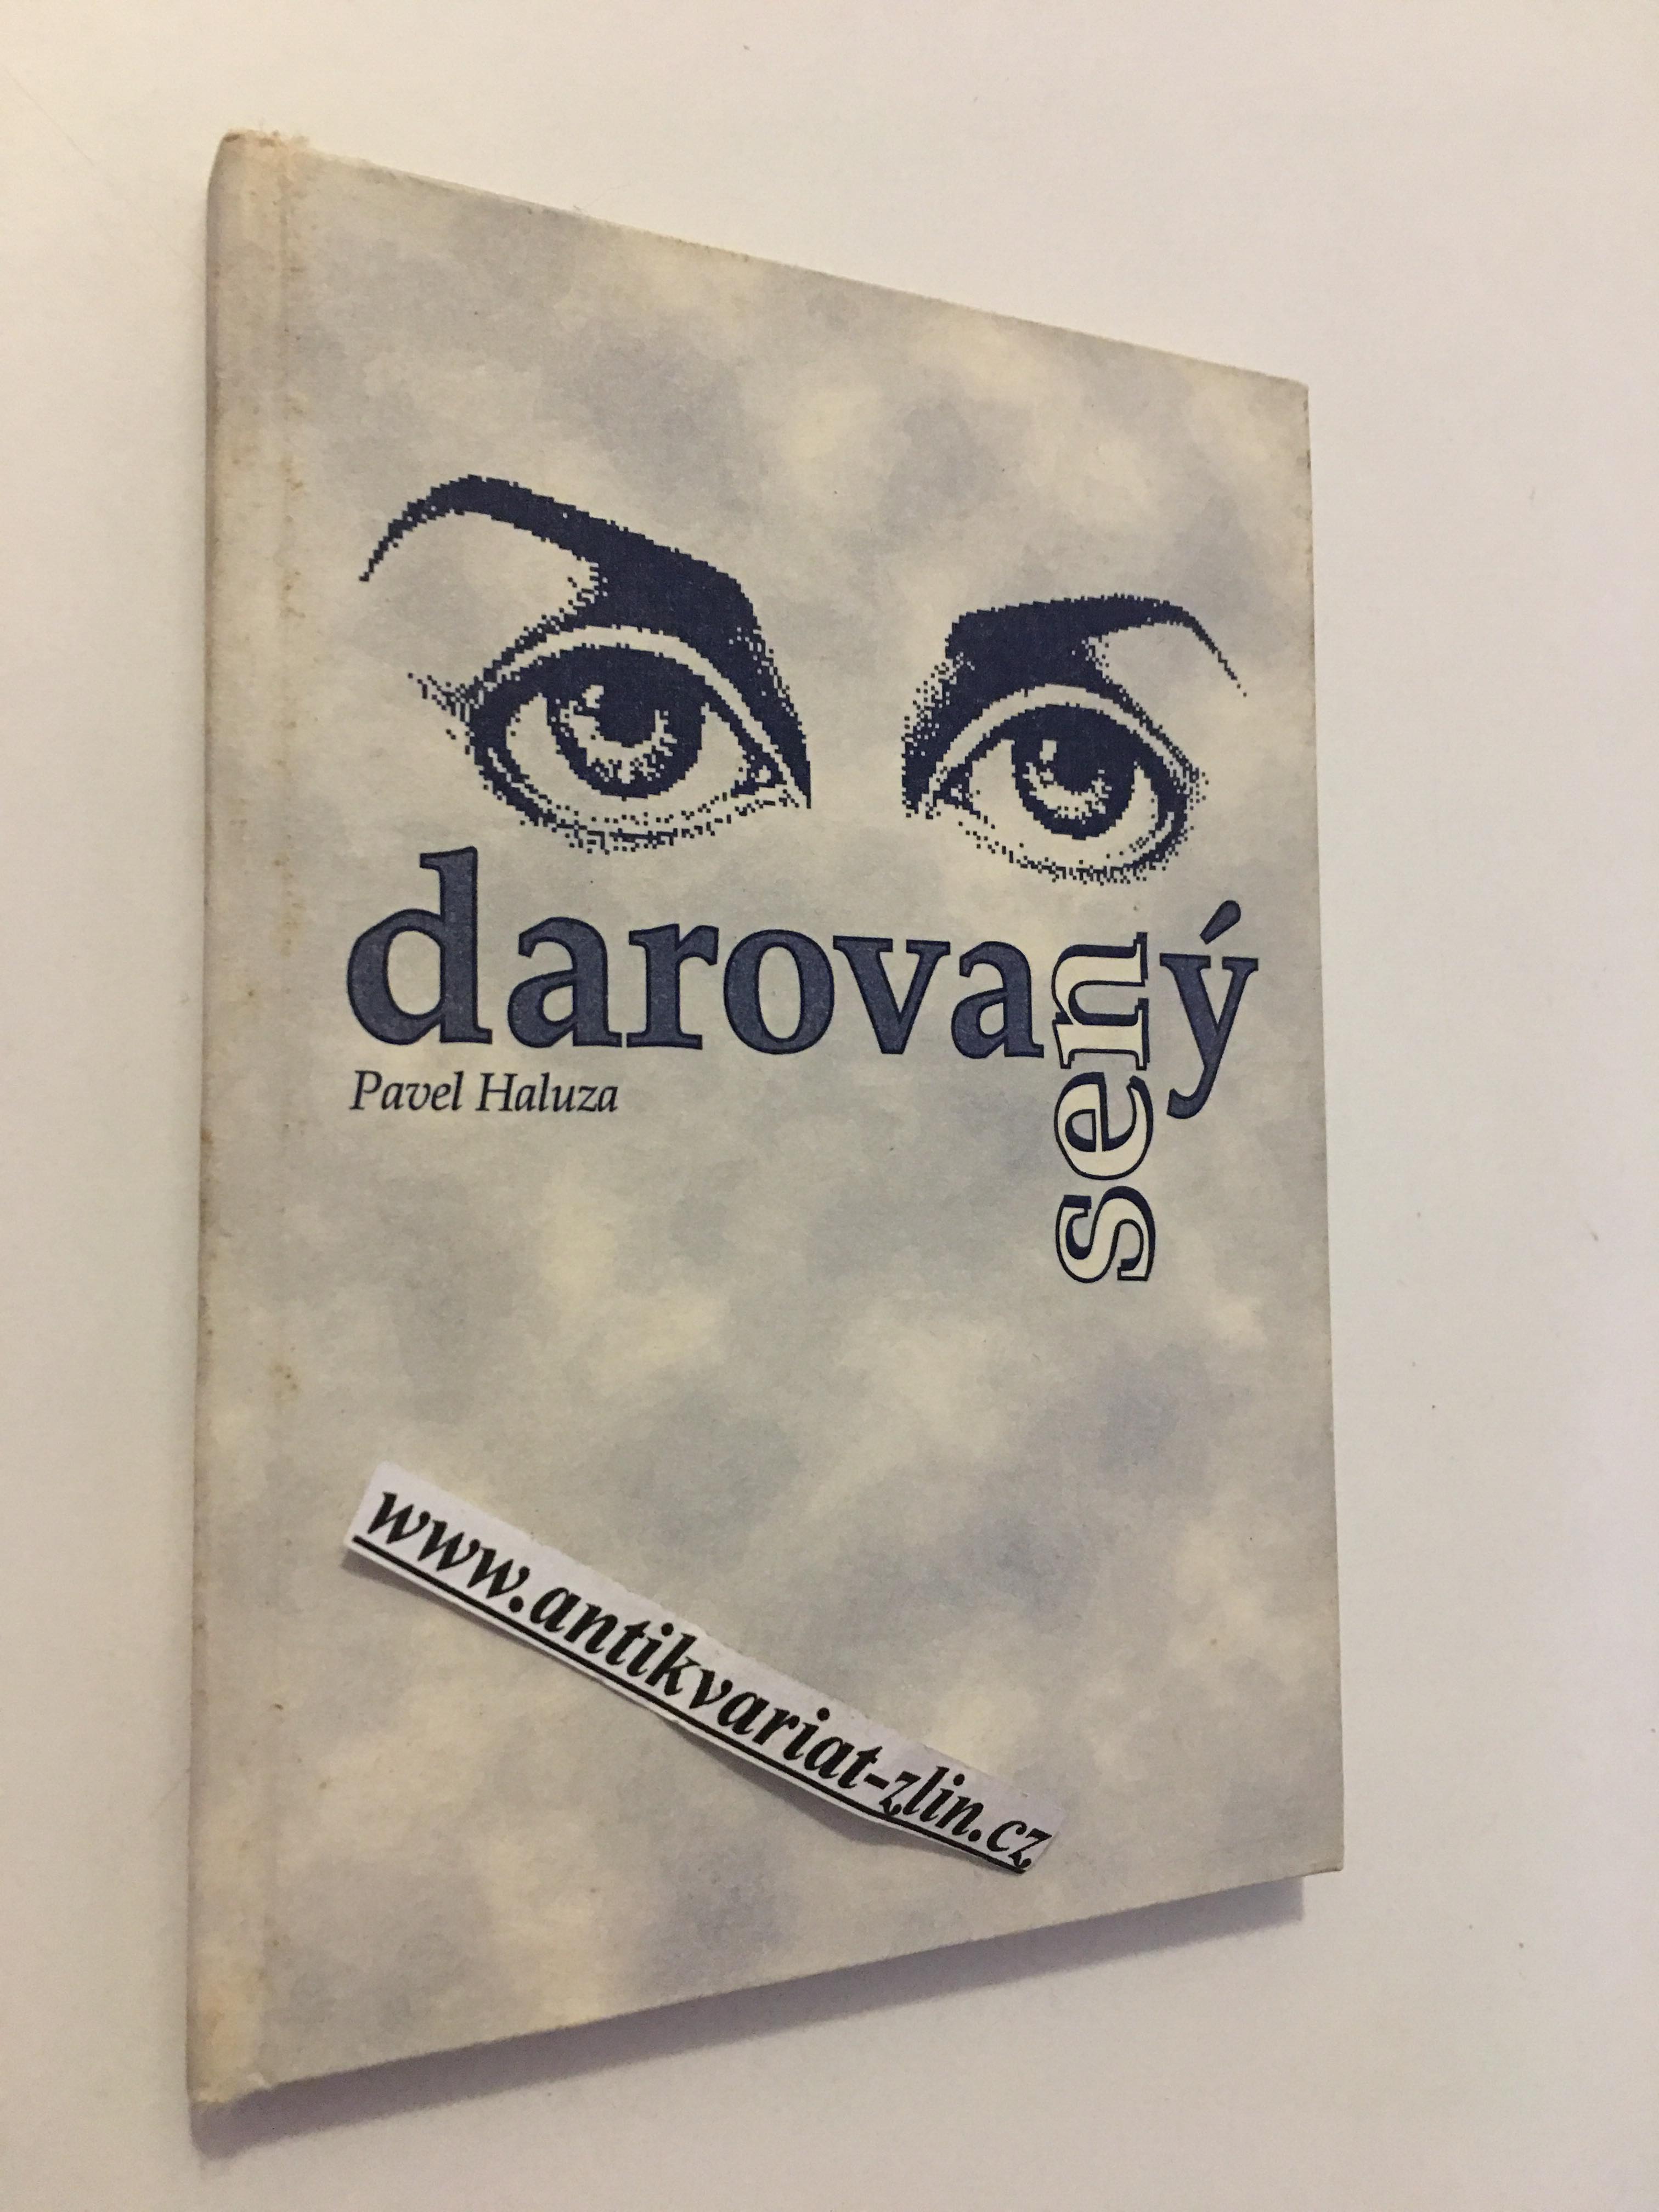 darovaný
sen
Pavel Haluza
www.antikvariat-zlin.cz